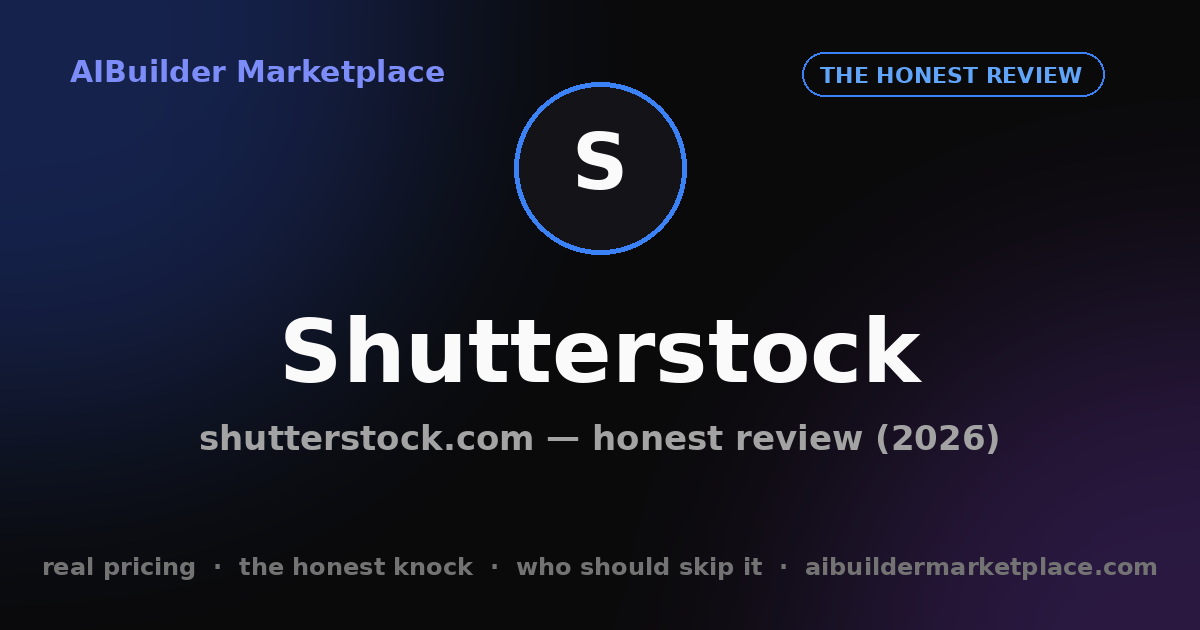 AIBuilder Marketplace
THE HONEST REVIEW
S
Shutterstock
shutterstock.com — honest review (2026)
real pricing · the honest knock · who should skip it · aibuildermarketplace.com